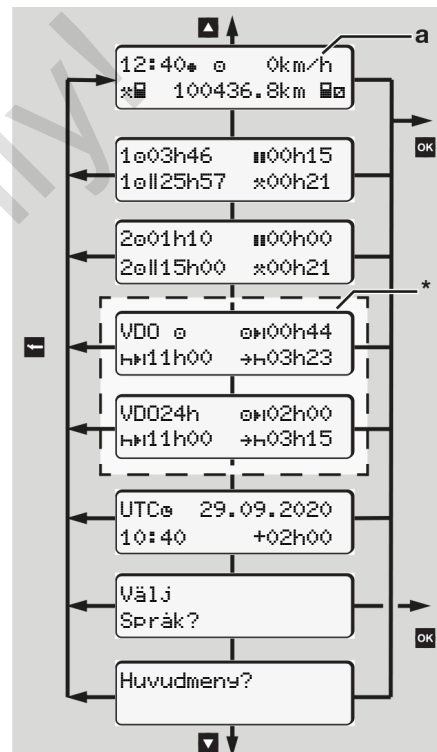 a
12:40● ⊙ 0km/h
100436.8km
1⊙03h46 00h15
1⊙||25h57 00h21
OK
2⊙01h10 00h00
2⊙||15h00 00h21
*
VDO ⊙ ⊙00h44
11h00 03h23
VDO24h ⊙02h00
11h00 03h15
UTC 29.09.2020
10:40 +02h00
Välj
Språk?
OK
Huvudmeny?